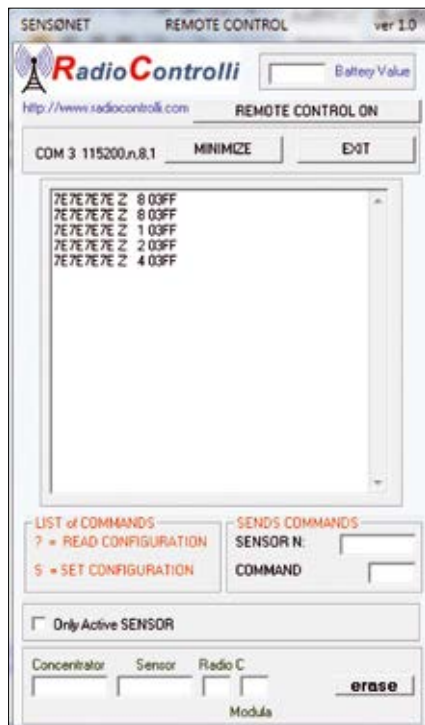 SENSØNET REMOTE CONTROL ver 1.0
RadioControlli Battery Value
http://www.radiocontrolli.com REMOTE CONTROL ON
COM 3 115200,n,8,1 MINIMIZE EXIT
7E7E7E7E Z 8 03FF
7E7E7E7E Z 8 03FF
7E7E7E7E Z 1 03FF
7E7E7E7E Z 2 03FF
7E7E7E7E Z 4 03FF
LIST of COMMANDS
? = READ CONFIGURATION
S = SET CONFIGURATION
SENDS COMMANDS
SENSOR N:
COMMAND
Only Active SENSOR
Concentrator Sensor Radio C
erase
Modula